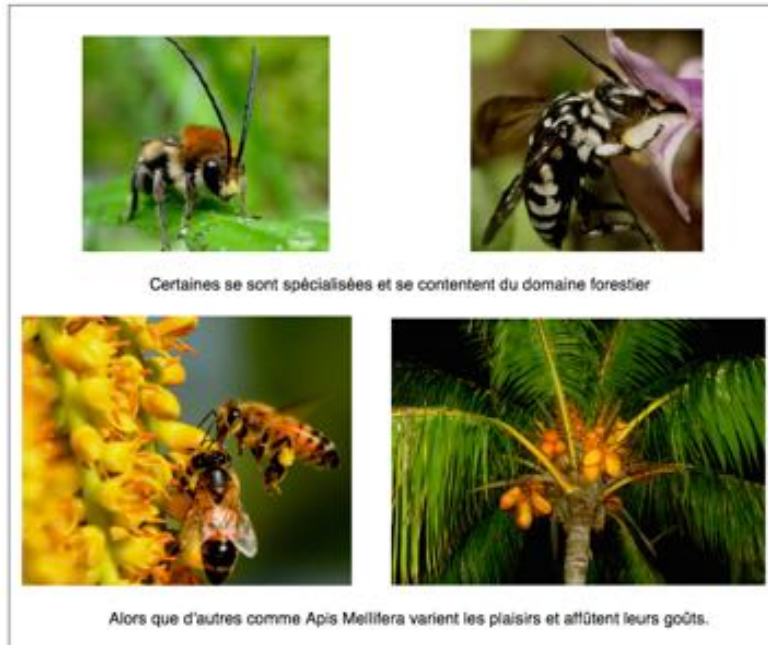 Certaines se sont spécialisées et se contentent du domaine forestier
Alors que d'autres comme Apis Mellifera varient les plaisirs et affûtent leurs goûts.